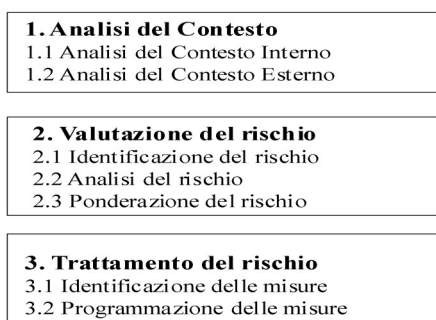 1. Analisi del Contesto
1.1 Analisi del Contesto Interno
1.2 Analisi del Contesto Esterno
2. Valutazione del rischio
2.1 Identificazione del rischio
2.2 Analisi del rischio
2.3 Ponderazione del rischio
3. Trattamento del rischio
3.1 Identificazione delle misure
3.2 Programmazione delle misure